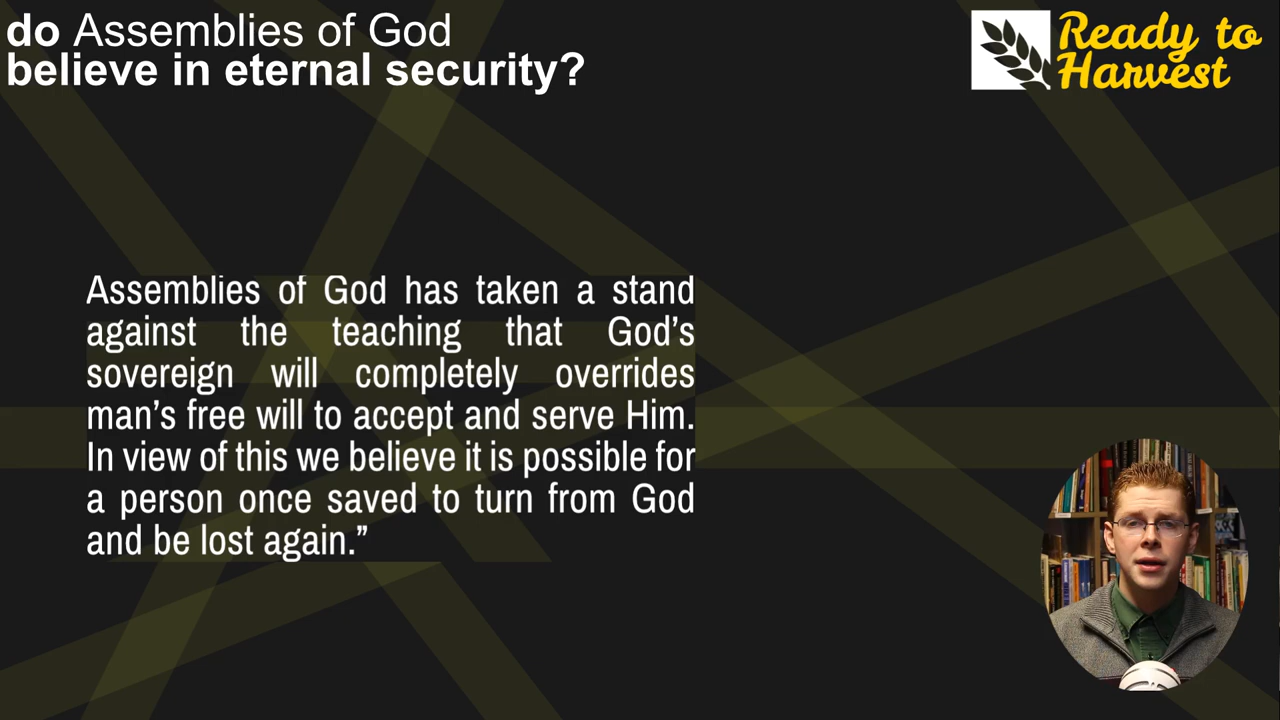 do Assemblies of God
believe in eternal security?
Ready to
Harvest
Assemblies of God has taken a stand
against the teaching that God’s
sovereign will completely overrides
man’s free will to accept and serve Him.
In view of this we believe it is possible for
a person once saved to turn from God
and be lost again.”